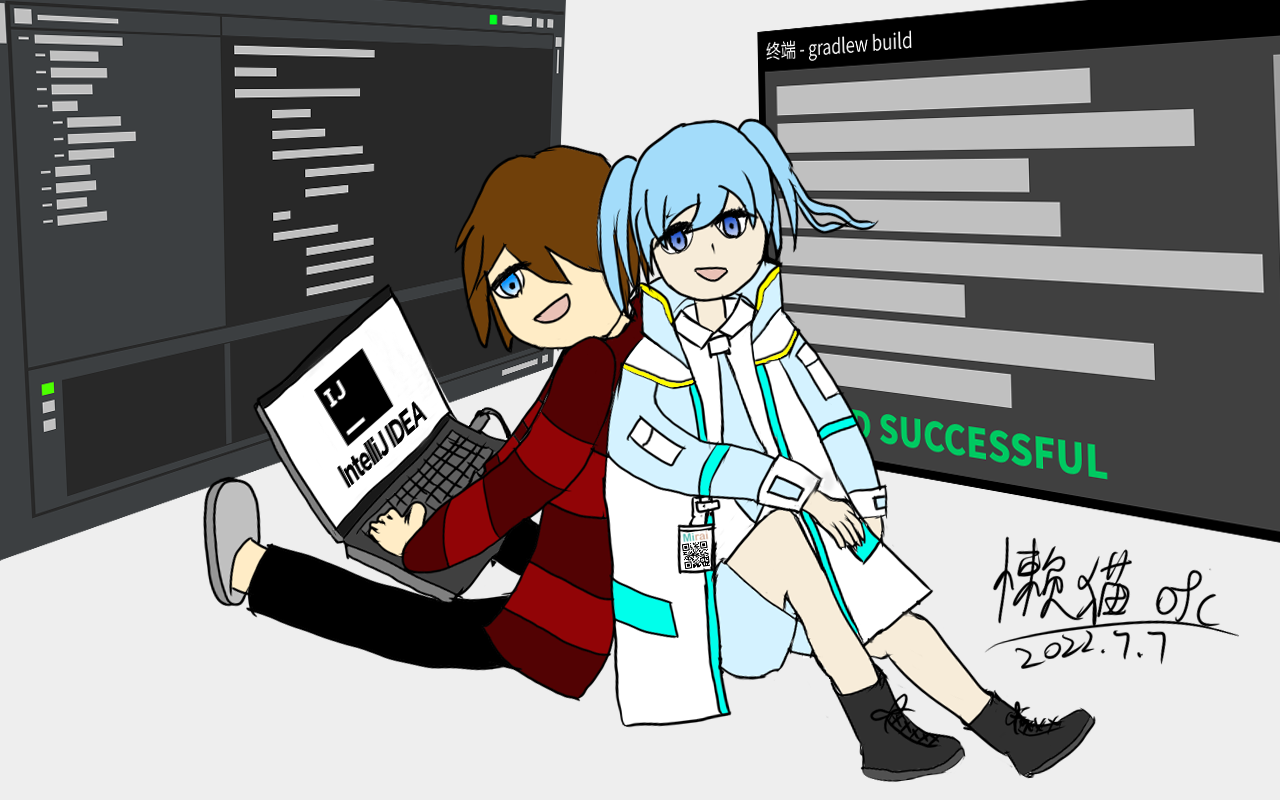 终端 - gradlew build
D SUCCESSFUL
IJ
IntelliJ IDEA
Mirai
懒猫 ofc
2022.7.7